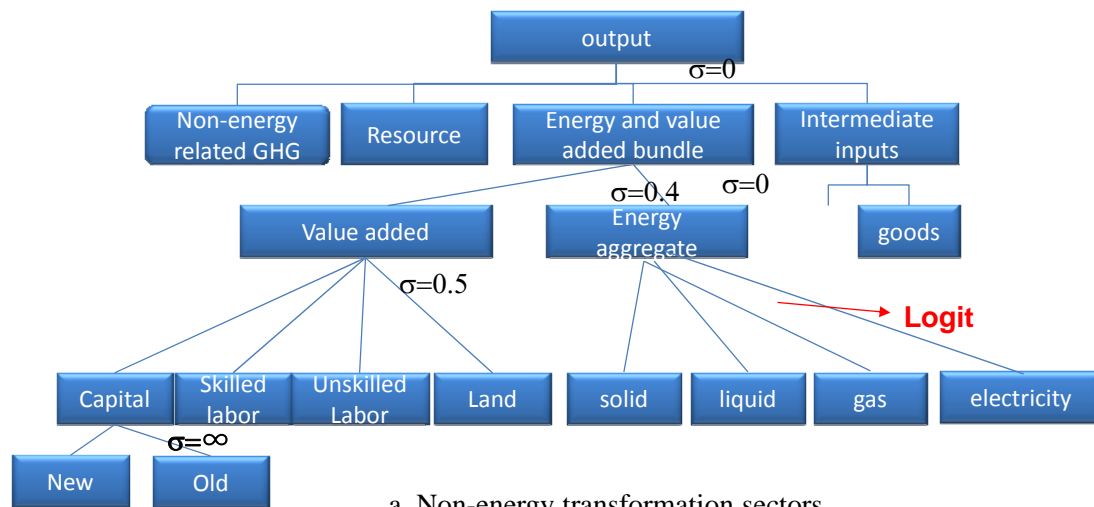 output
σ=0
Non-energy
related GHG
Resource
Energy and value
added bundle
Intermediate
inputs
σ=0.4
σ=0
Value added
Energy
aggregate
goods
σ=0.5
Logit
Capital
Skilled
labor
Unskilled
Labor
Land
solid
liquid
gas
electricity
σ=∞
New
Old
a. Non-energy transformation sectors